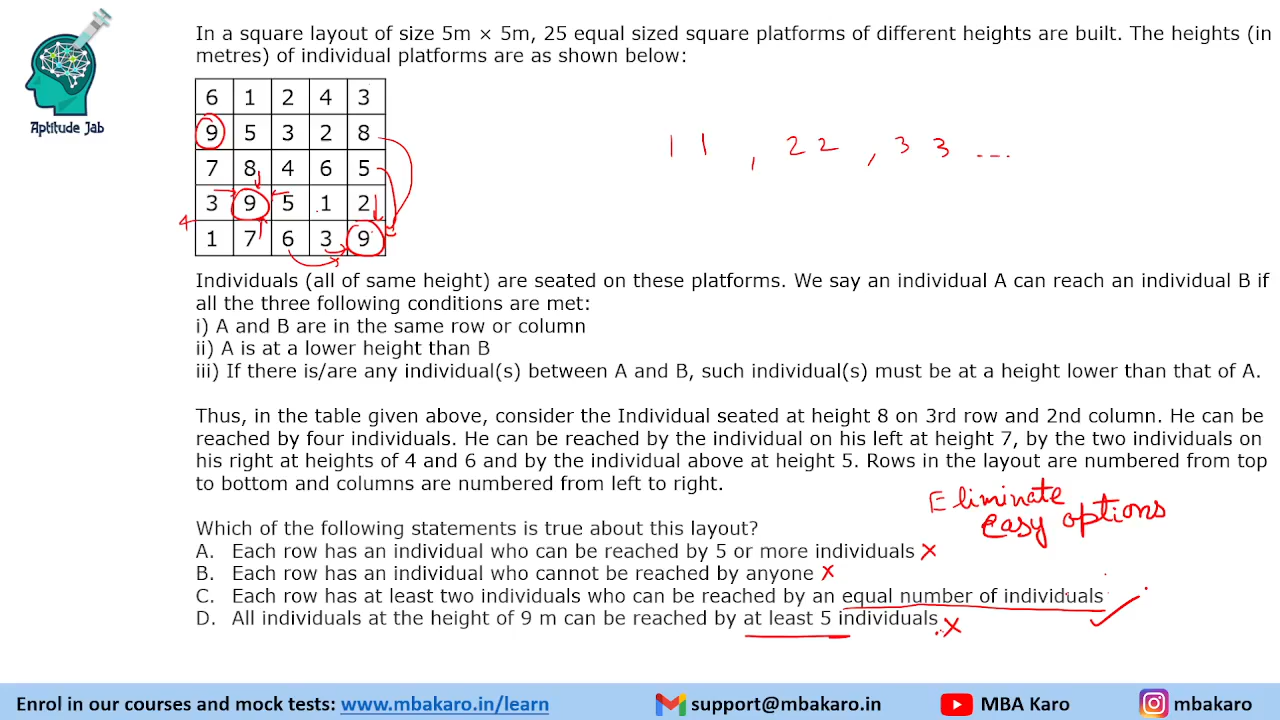 In a square layout of size 5m × 5m, 25 equal sized square platforms of different heights are built. The heights (in
metres) of individual platforms are as shown below:
Aptitude Jab
6 1 2 4 3
9 5 3 2 8
7 8 4 6 5
3 9 5 1 2
1 7 6 3 9
1 1 , 2 2 , 3 3 ...
4
Individuals (all of same height) are seated on these platforms. We say an individual A can reach an individual B if
all the three following conditions are met:
i) A and B are in the same row or column
ii) A is at a lower height than B
iii) If there is/are any individual(s) between A and B, such individual(s) must be at a height lower than that of A.
Thus, in the table given above, consider the Individual seated at height 8 on 3rd row and 2nd column. He can be
reached by four individuals. He can be reached by the individual on his left at height 7, by the two individuals on
his right at heights of 4 and 6 and by the individual above at height 5. Rows in the layout are numbered from top
to bottom and columns are numbered from left to right.
Eliminate
easy options
Which of the following statements is true about this layout?
A. Each row has an individual who can be reached by 5 or more individuals x
B. Each row has an individual who cannot be reached by anyone x
C. Each row has at least two individuals who can be reached by an equal number of individuals ✓
D. All individuals at the height of 9 m can be reached by at least 5 individuals. x
Enrol in our courses and mock tests: www.mbakaro.in/learn support@mbakaro.in MBA Karo mbakaro